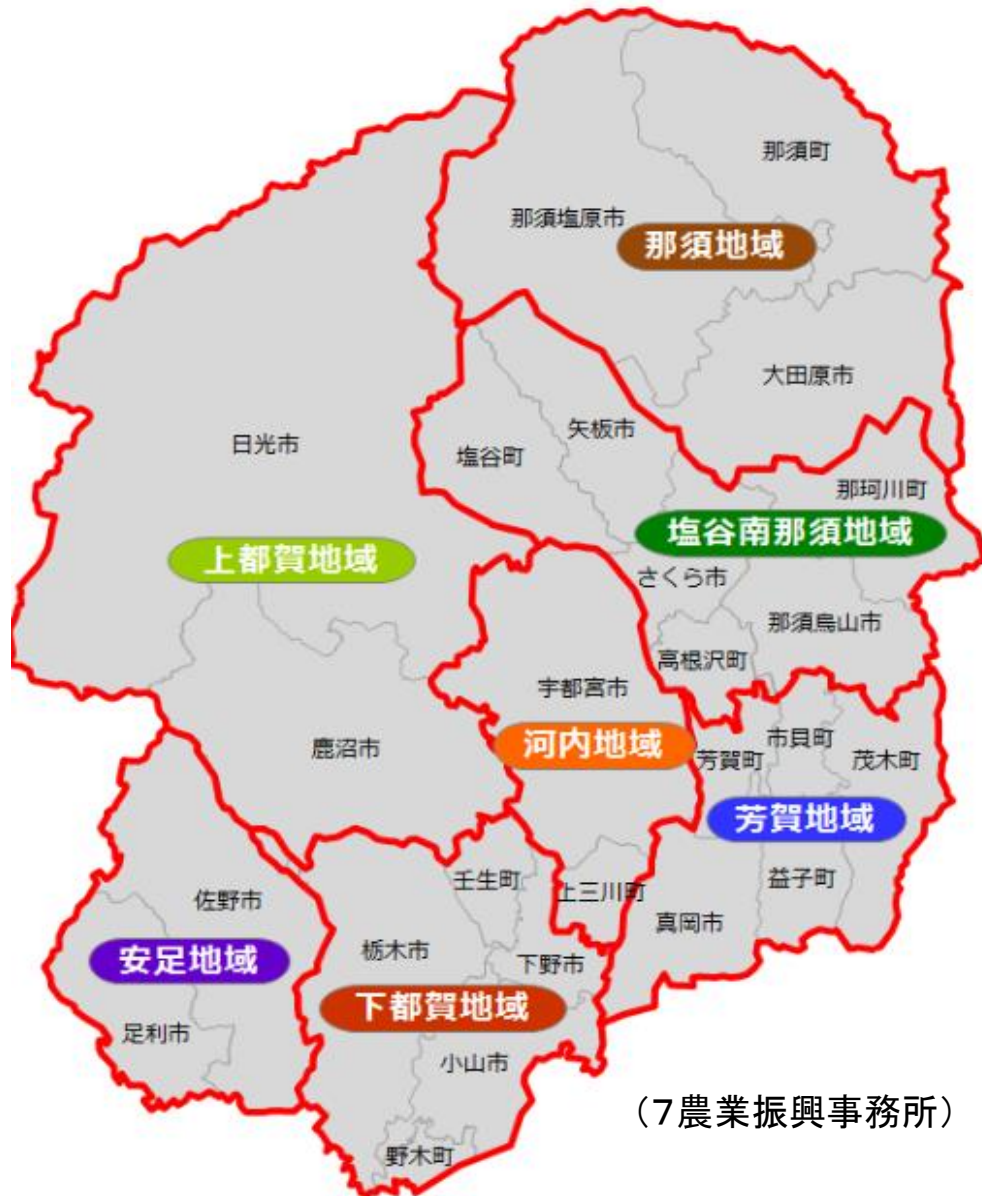 那須町
那須塩原市
那須地域
大田原市
矢板市
日光市
塩谷町
那珂川町
塩谷南那須地域
上都賀地域
さくら市
那須烏山市
高根沢町
宇都宮市
市貝町
鹿沼市
河内地域
芳賀町
茂木町
芳賀地域
壬生町
益子町
上三川町
佐野市
真岡市
栃木市
安足地域
下野市
下都賀地域
足利市
小山市
（7農業振興事務所）
野木町